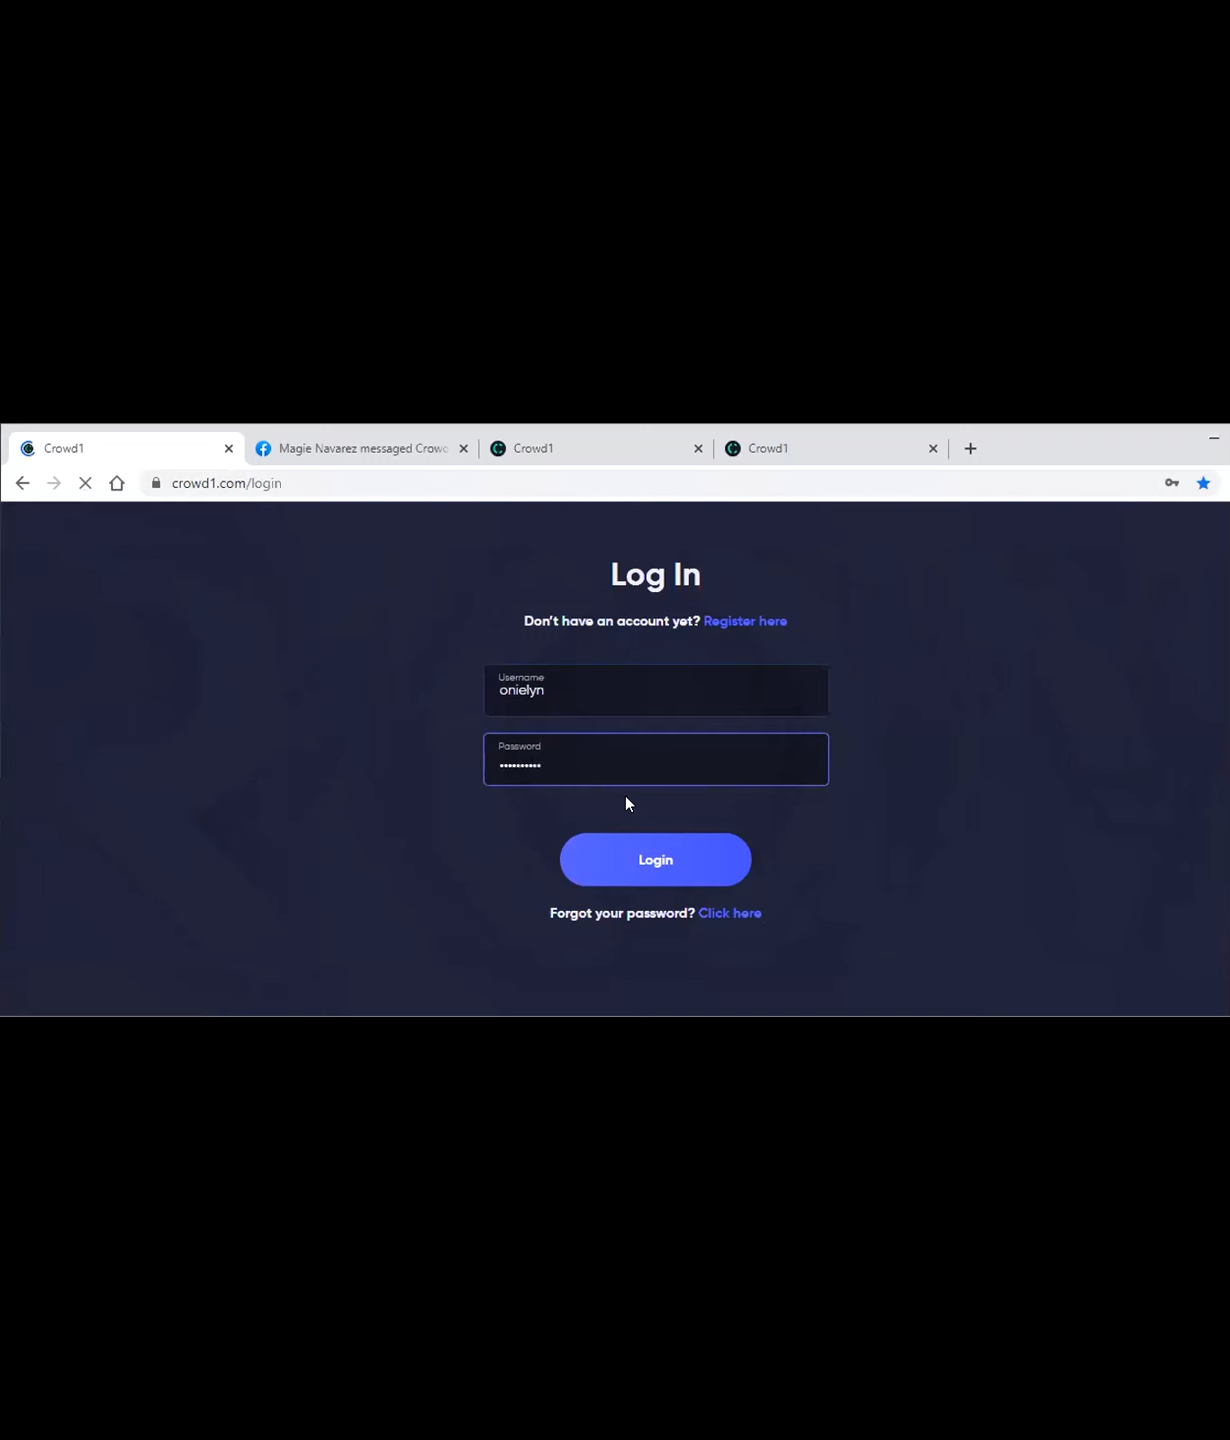 Crowd1
Magie Navarez messaged Crow
Crowd1
Crowd1
crowd1.com/login
Log In
Don't have an account yet? Register here
Username
onielyn
Password
••••••••••
Login
Forgot your password? Click here